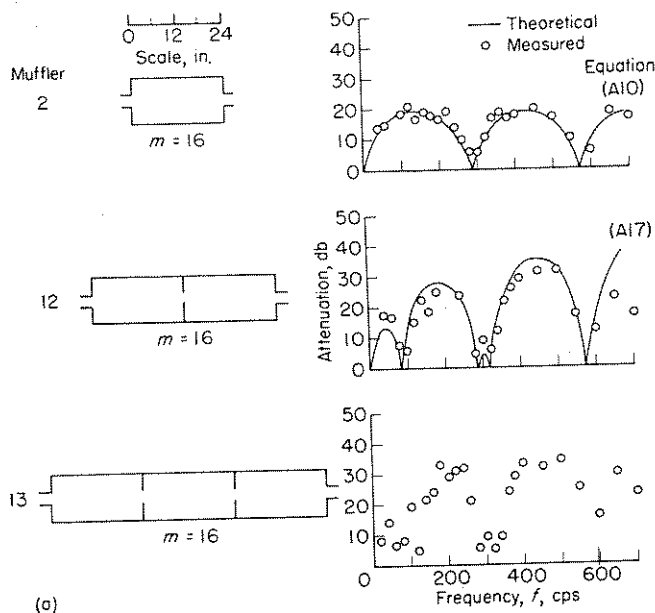 0 12 24
Scale, in.
Muffler
2
m = 16
Theoretical
Measured
Equation
(A10)
50
40
30
20
10
0
12
m = 16
(A17)
Attenuation, db
50
40
30
20
10
0
13
m = 16
50
40
30
20
10
0 200 400 600
Frequency, f, cps
(a)